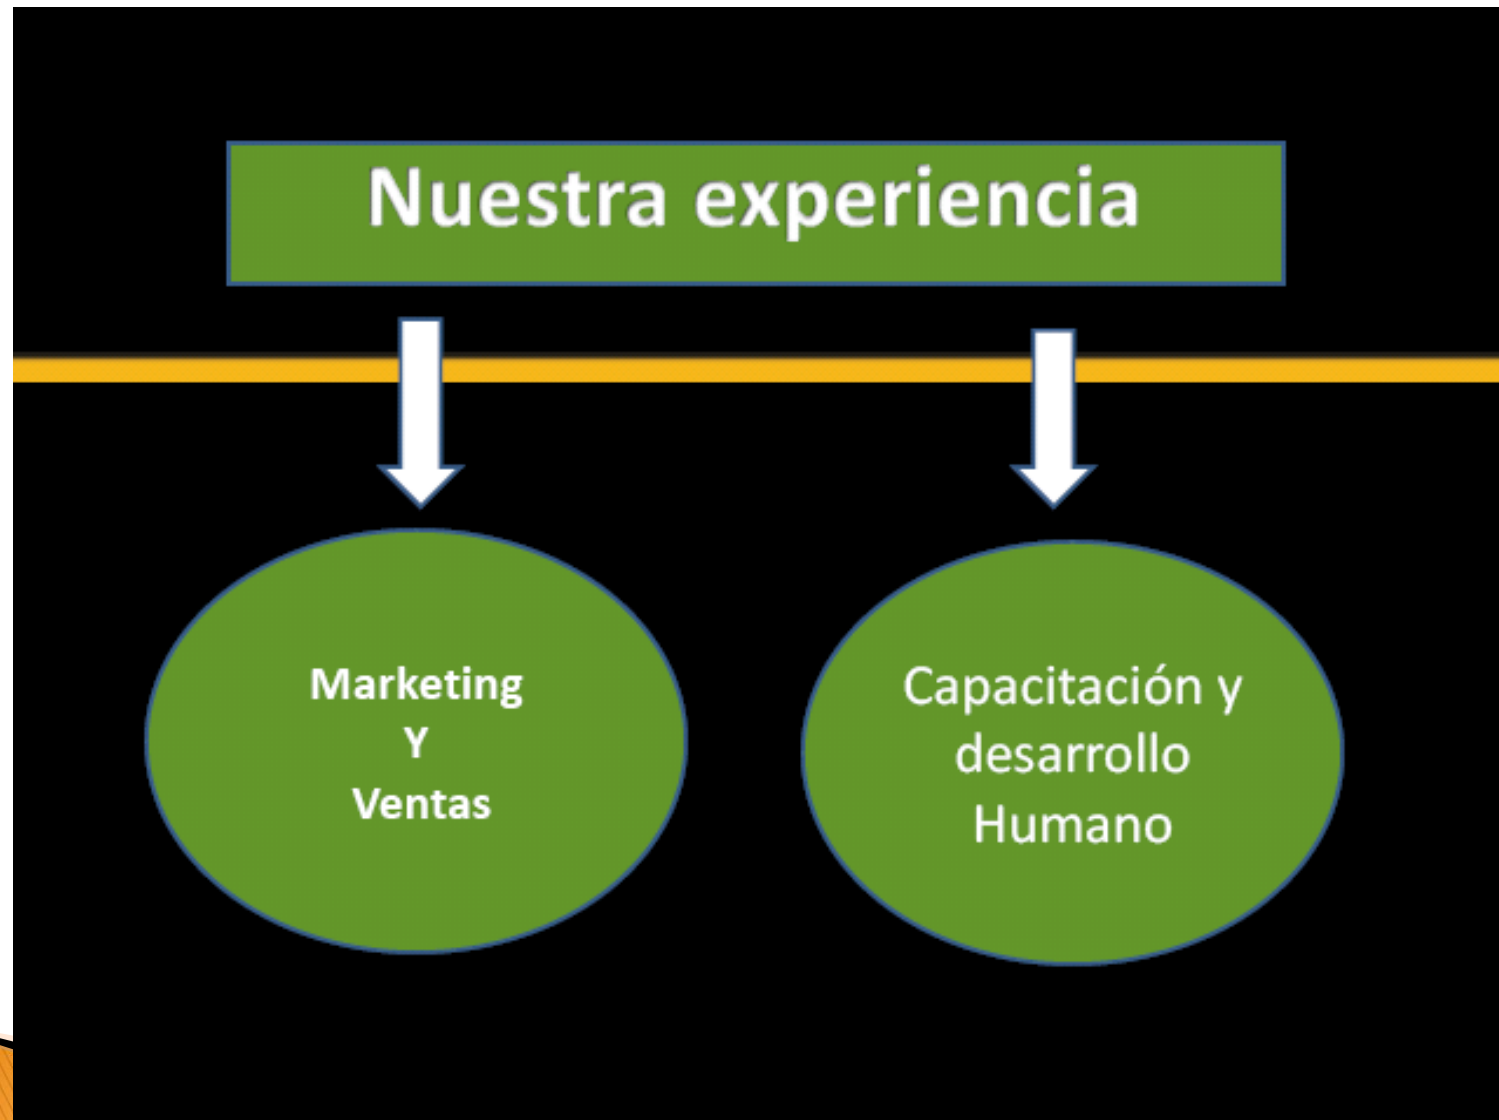 Nuestra experiencia
Marketing
Y
Ventas
Capacitación y
desarrollo
Humano